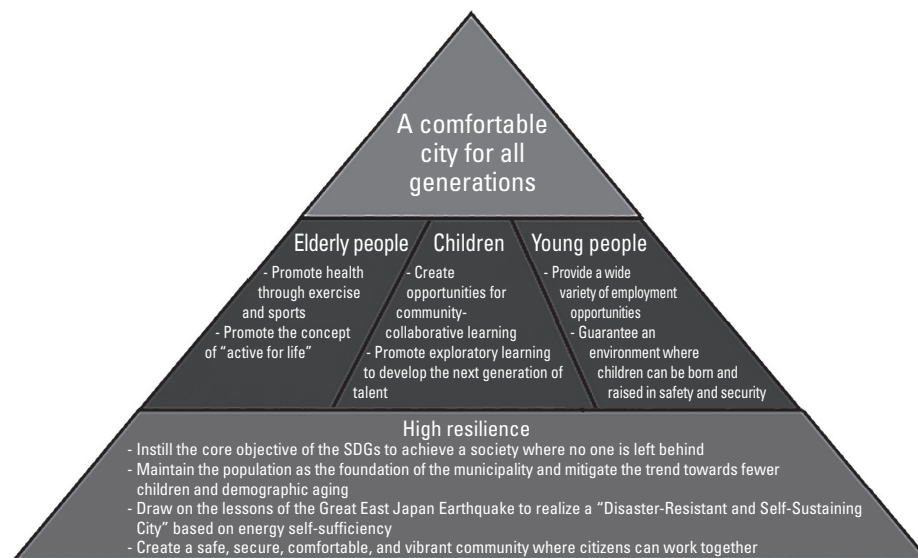 A comfortable
city for all
generations
Elderly people
- Promote health
through exercise
and sports
- Promote the concept
of “active for life”
Children
- Create
opportunities for
community-
collaborative learning
- Promote exploratory learning
to develop the next generation of
talent
Young people
- Provide a wide
variety of employment
opportunities
- Guarantee an
environment where
children can be born and
raised in safety and security
High resilience
- Instill the core objective of the SDGs to achieve a society where no one is left behind
- Maintain the population as the foundation of the municipality and mitigate the trend towards fewer
children and demographic aging
- Draw on the lessons of the Great East Japan Earthquake to realize a “Disaster-Resistant and Self-Sustaining
City” based on energy self-sufficiency
- Create a safe, secure, comfortable, and vibrant community where citizens can work together